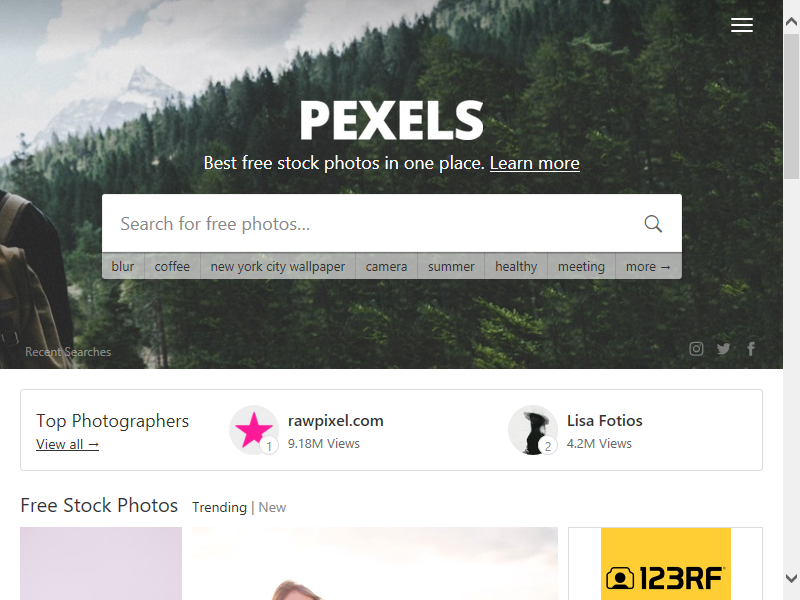 PEXELS
Best free stock photos in one place. Learn more
Search for free photos...
blur coffee new york city wallpaper camera summer healthy meeting more →
Recent Searches
Top Photographers
View all →
1
rawpixel.com
9.18M Views
2
Lisa Fotios
4.2M Views
Free Stock Photos Trending | New
123RF